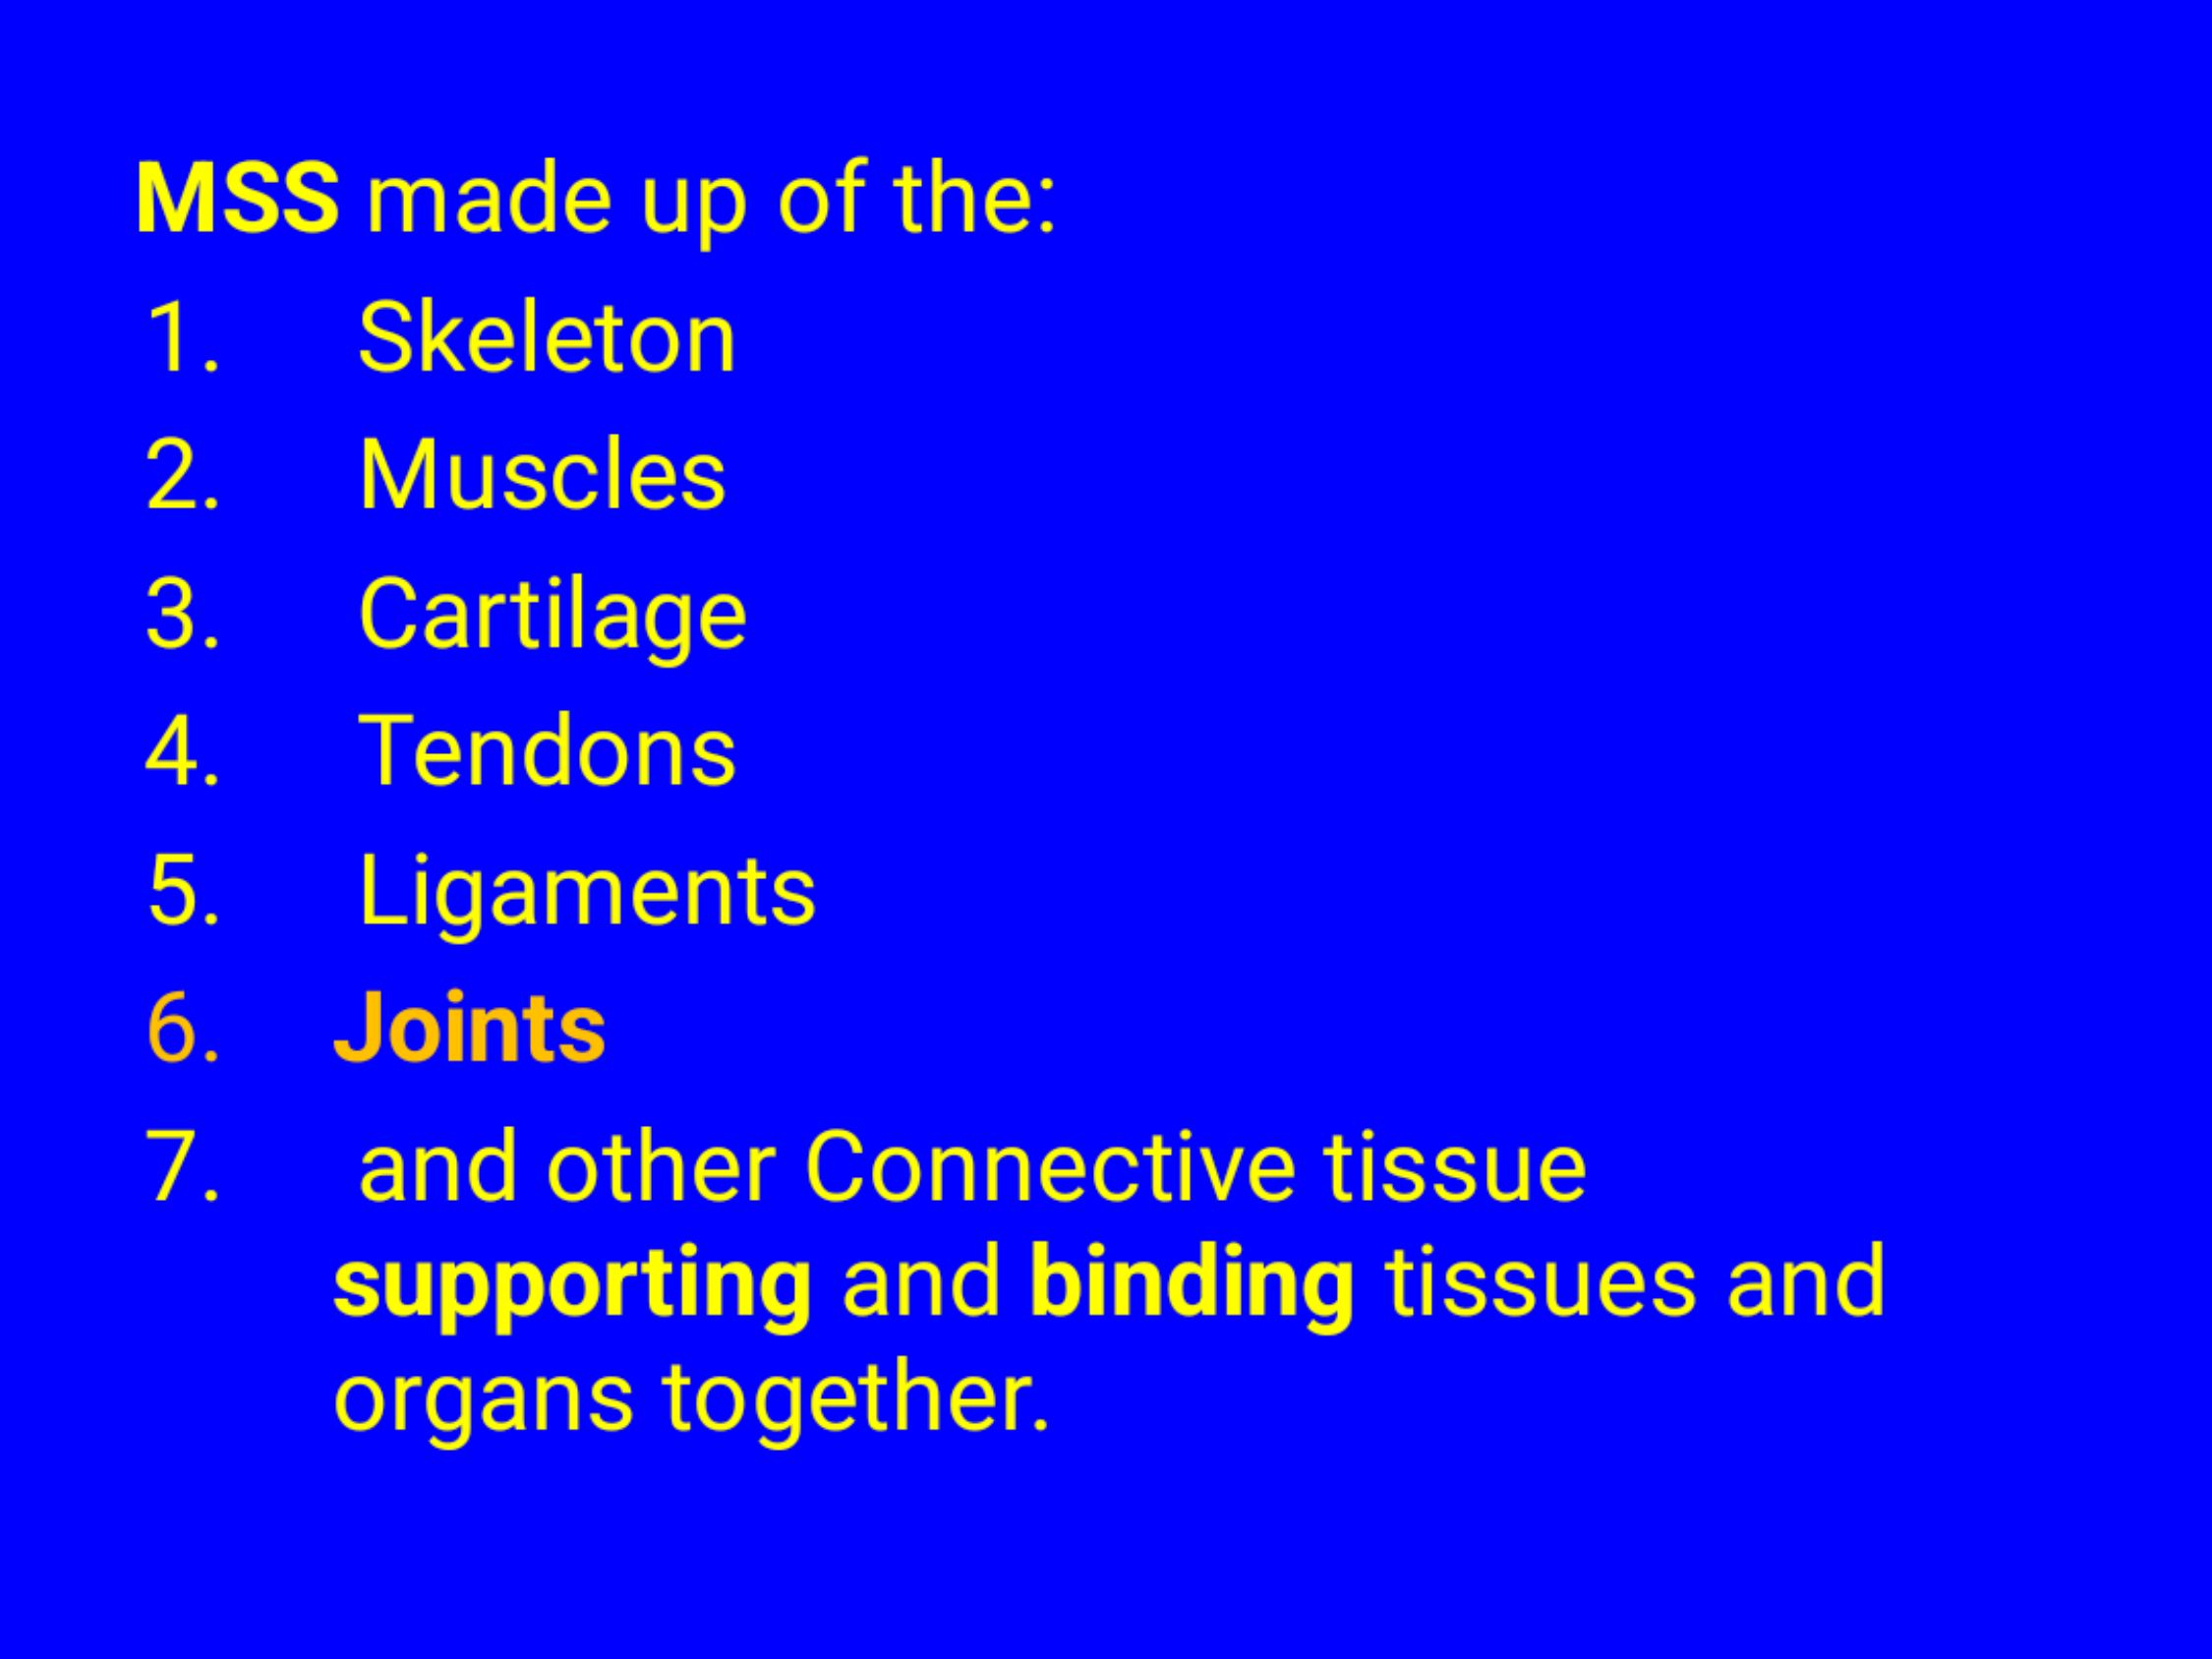 MSS made up of the:
1. Skeleton
2. Muscles
3. Cartilage
4. Tendons
5. Ligaments
6. Joints
7. and other Connective tissue
supporting and binding tissues and
organs together.